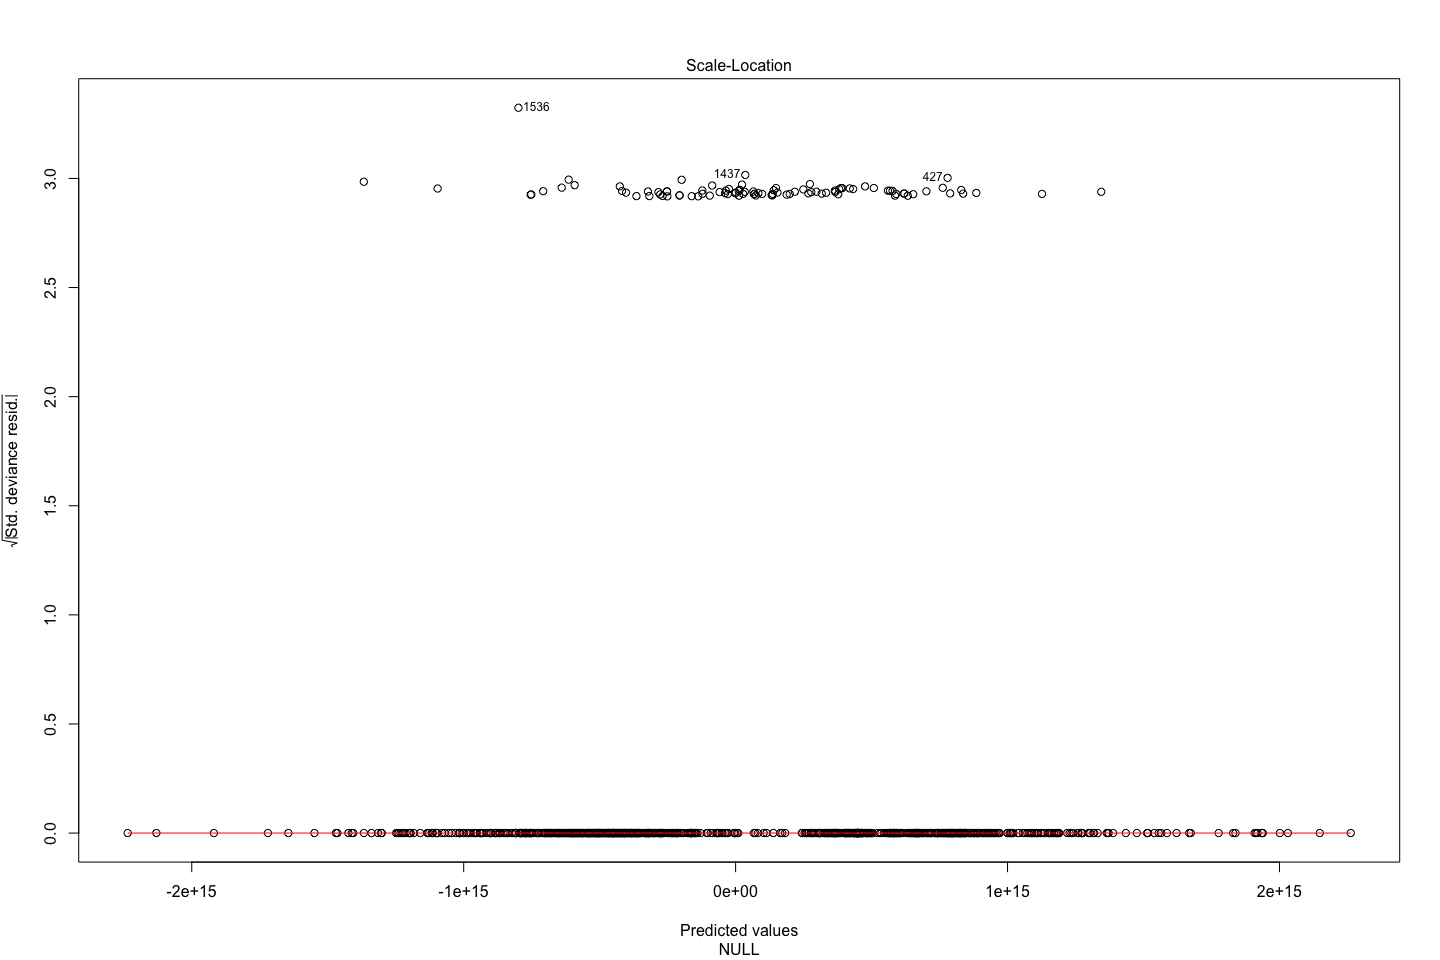 Scale-Location
√|Std. deviance resid.|
3.0
2.5
2.0
1.5
1.0
0.5
0.0
1536
1437
427
-2e+15
-1e+15
0e+00
1e+15
2e+15
Predicted values
NULL